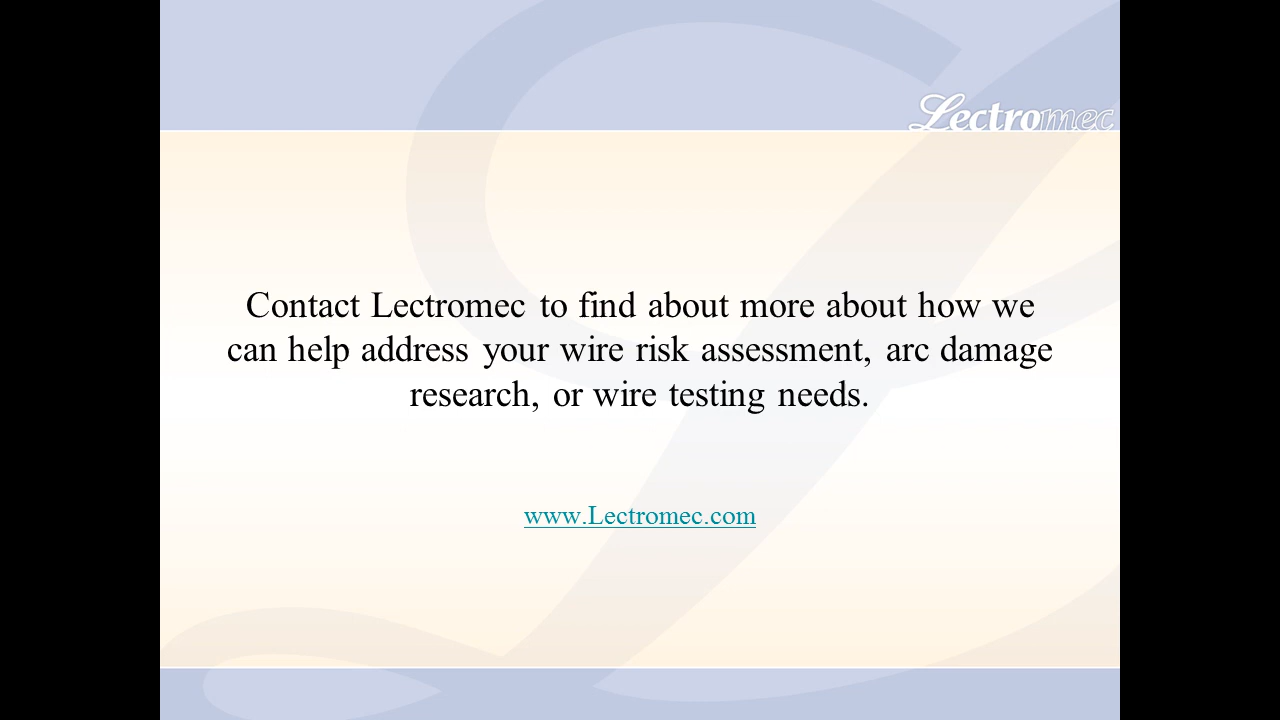 Lectromec
Contact Lectromec to find about more about how we
can help address your wire risk assessment, arc damage
research, or wire testing needs.
www.Lectromec.com